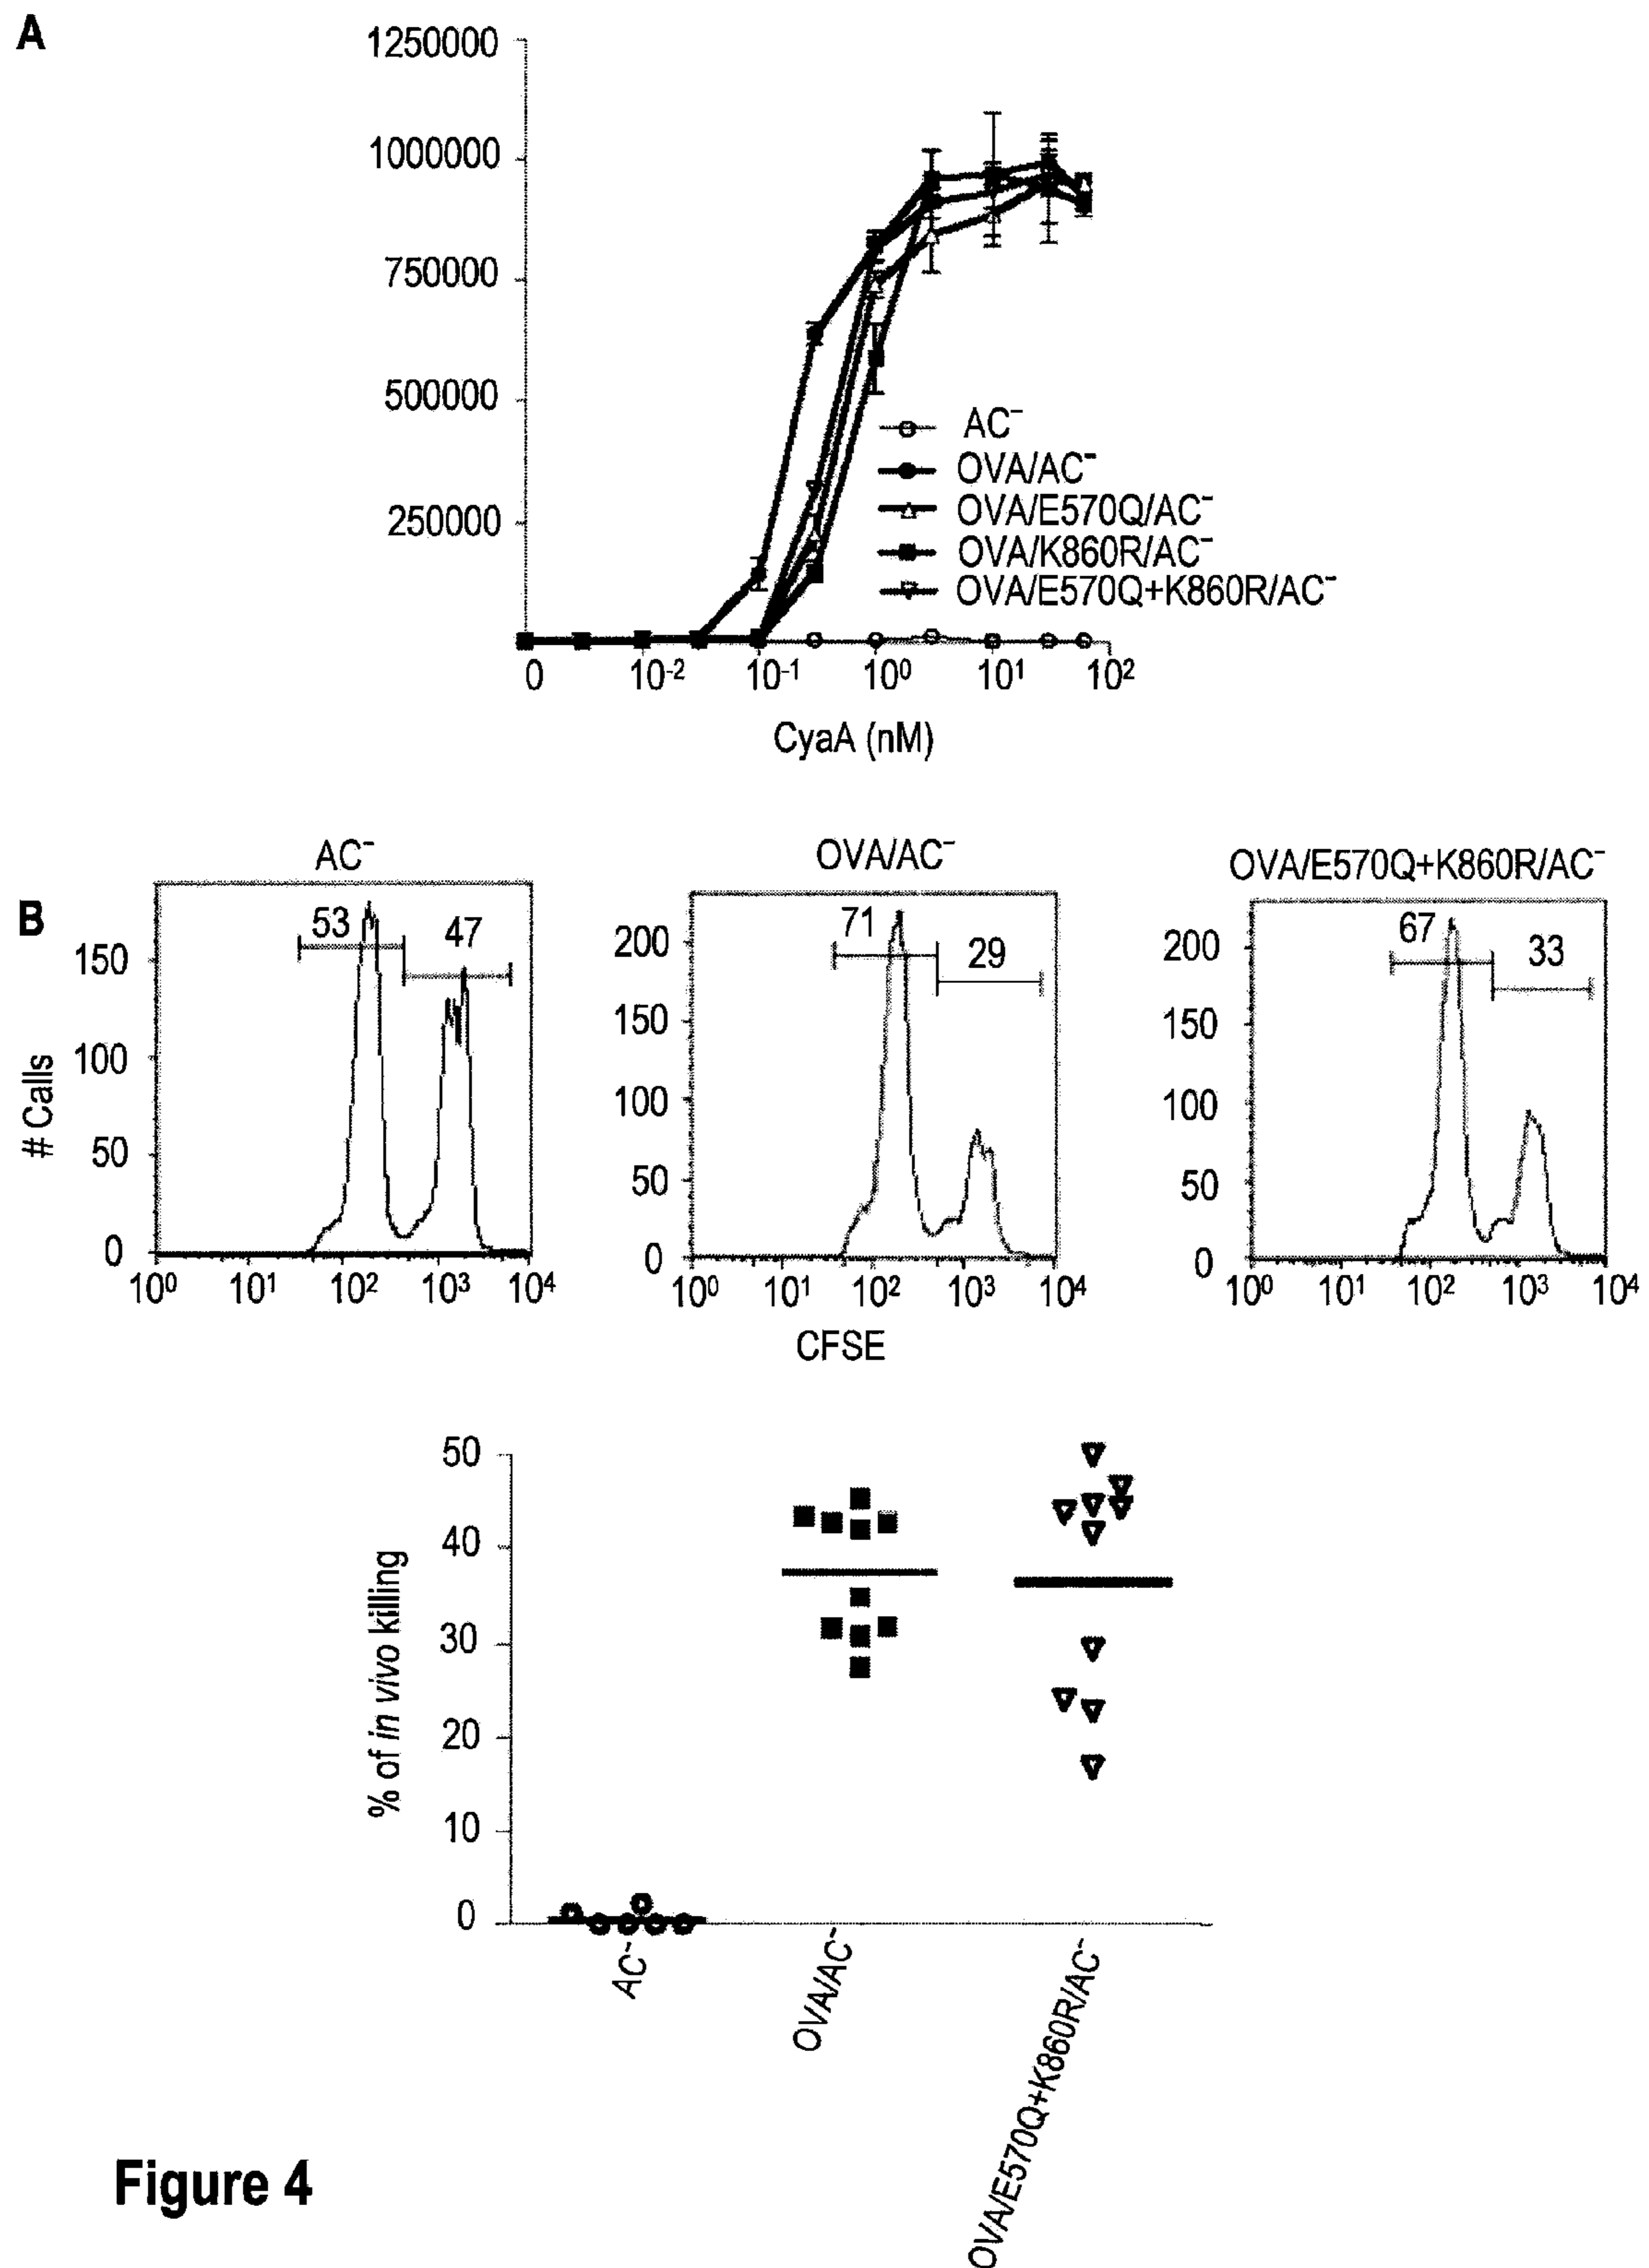 A
1250000
1000000
750000
500000
250000
AC⁻
OVA/AC⁻
OVA/E570Q/AC⁻
OVA/K860R/AC⁻
OVA/E570Q+K860R/AC⁻
0 10⁻² 10⁻¹ 10⁰ 10¹ 10²
CyaA (nM)
B
AC⁻ OVA/AC⁻ OVA/E570Q+K860R/AC⁻
53 47 71 29 67 33
# Calls
150
100
50
0
10⁰ 10¹ 10² 10³ 10⁴
200
150
100
50
0
10⁰ 10¹ 10² 10³ 10⁴
200
150
100
50
0
10⁰ 10¹ 10² 10³ 10⁴
CFSE
% of in vivo killing
50
40
30
20
10
0
AC⁻
OVA/AC⁻
OVA/E570Q+K860R/AC⁻
Figure 4